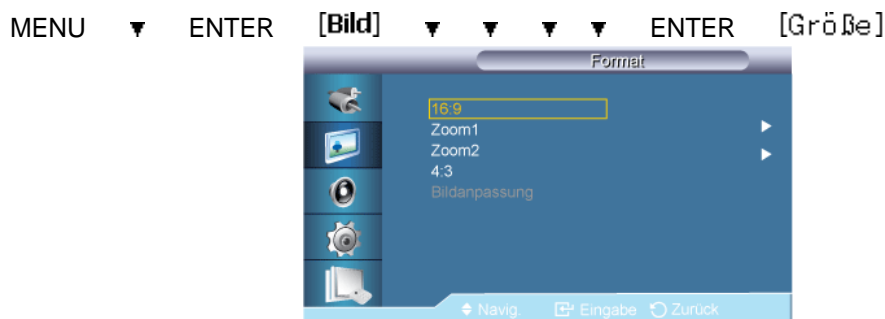 MENU ▼ ENTER [Bild] ▼ ▼ ▼ ▼ ENTER [Größe]
Format
16:9
Zoom1
Zoom2
4:3
Bildanpassung
Navig. Eingabe Zurück